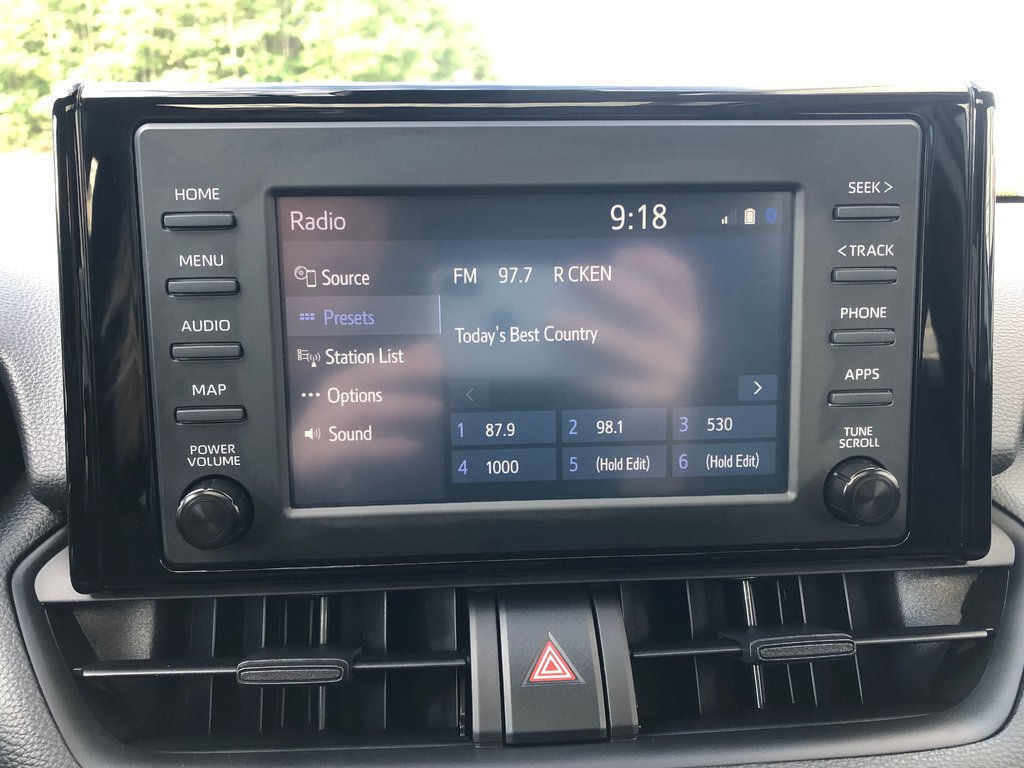 HOME
MENU
AUDIO
MAP
POWER
VOLUME
Radio 9:18
Source
Presets
Station List
Options
Sound
FM 97.7 R CKEN
Today's Best Country
< >
1 87.9 2 98.1 3 530
4 1000 5 (Hold Edit) 6 (Hold Edit)
SEEK >
< TRACK
PHONE
APPS
TUNE
SCROLL